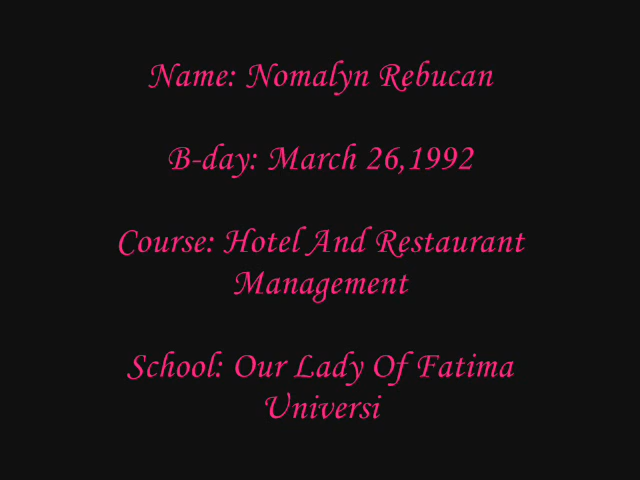 Name: Nomalyn Rebucan
B-day: March 26,1992
Course: Hotel And Restaurant
Management
School: Our Lady Of Fatima
Universi